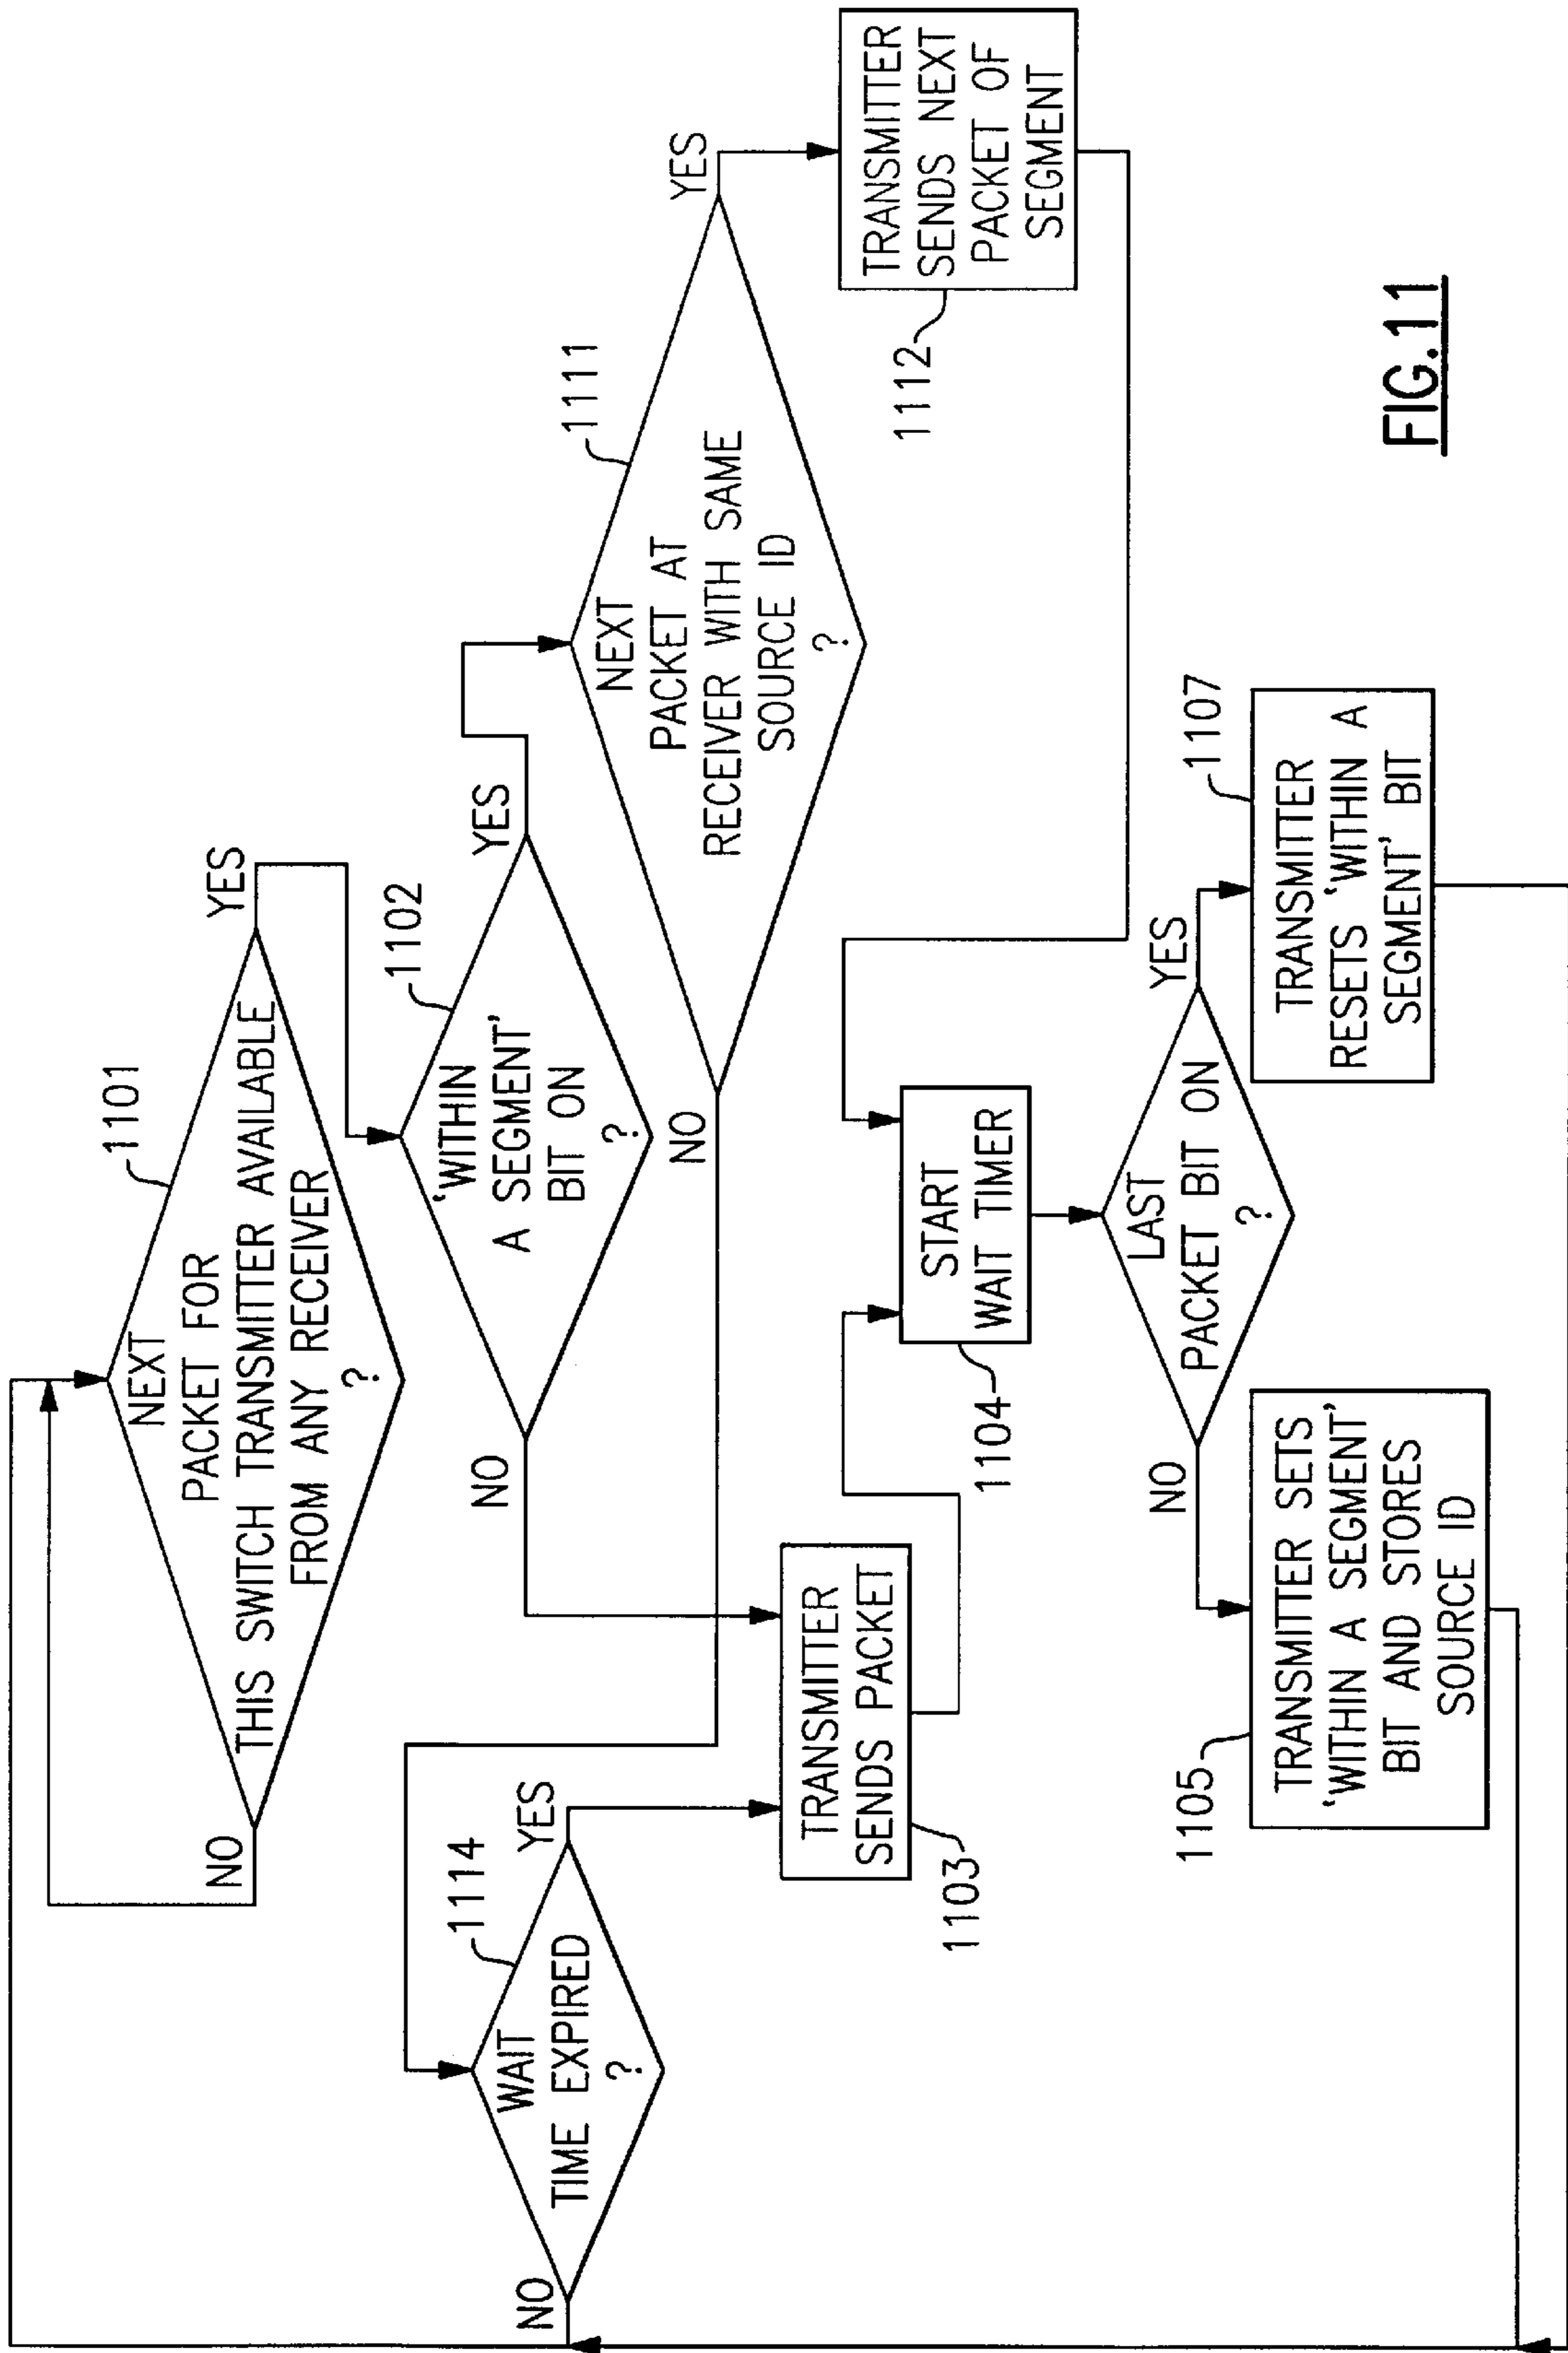 1101
NEXT
PACKET FOR
THIS SWITCH TRANSMITTER AVAILABLE
FROM ANY RECEIVER
?
NO
YES
1102
'WITHIN
A SEGMENT'
BIT ON
?
NO
YES
1111
NEXT
PACKET AT
RECEIVER WITH SAME
SOURCE ID
?
NO
YES
1114
WAIT
TIME EXPIRED
?
NO
YES
TRANSMITTER
SENDS PACKET
1103
START
WAIT TIMER
1104
1112
TRANSMITTER
SENDS NEXT
PACKET OF
SEGMENT
LAST
PACKET BIT ON
?
NO
YES
1105
TRANSMITTER SETS
'WITHIN A SEGMENT'
BIT AND STORES
SOURCE ID
1107
TRANSMITTER
RESETS 'WITHIN A
SEGMENT' BIT
FIG.11